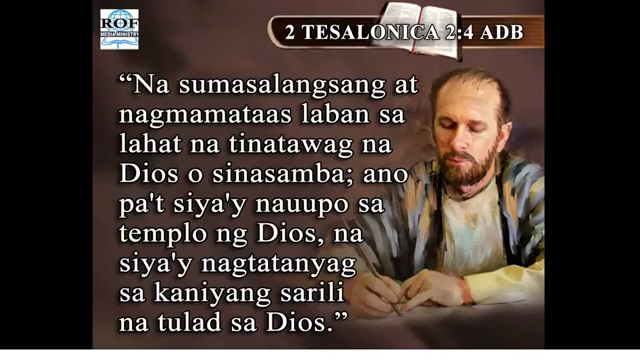 ROF
MEDIA MINISTRY
2 TESALONICA 2:4 ADB
“Na sumasalangsang at
nagmamataas laban sa
lahat na tinatawag na
Dios o sinasamba; ano
pa't siya'y nauupo sa
templo ng Dios, na
siya'y nagtatanyag
sa kaniyang sarili
na tulad sa Dios.”